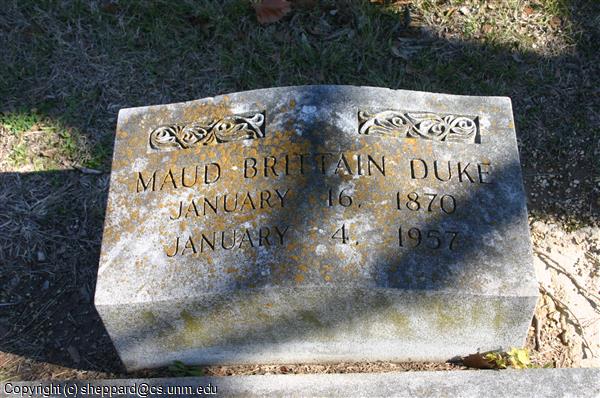 MAUD BRITTAIN DUKE
JANUARY 16, 1870
JANUARY 4, 1957
Copyright (c) sheppard@cs.unm.edu